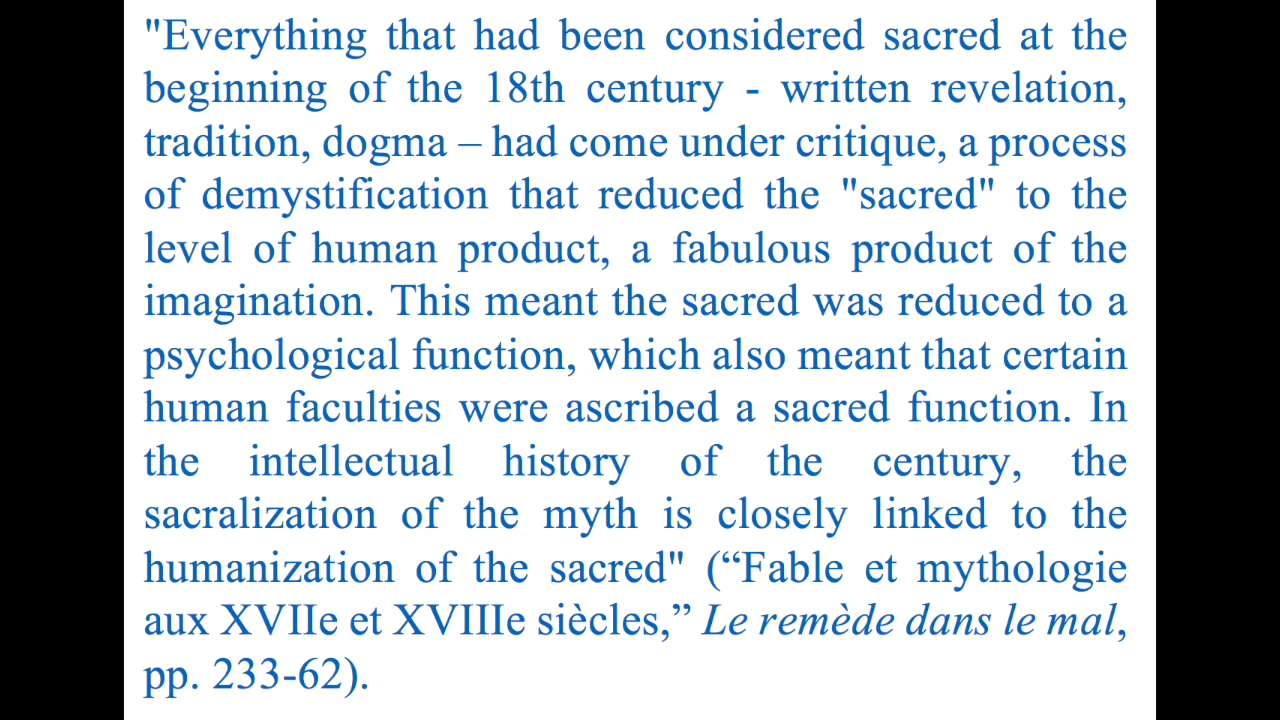 "Everything that had been considered sacred at the
beginning of the 18th century - written revelation,
tradition, dogma – had come under critique, a process
of demystification that reduced the "sacred" to the
level of human product, a fabulous product of the
imagination. This meant the sacred was reduced to a
psychological function, which also meant that certain
human faculties were ascribed a sacred function. In
the intellectual history of the century, the
sacralization of the myth is closely linked to the
humanization of the sacred" (“Fable et mythologie
aux XVIIe et XVIIIe siècles,” Le remède dans le mal,
pp. 233-62).